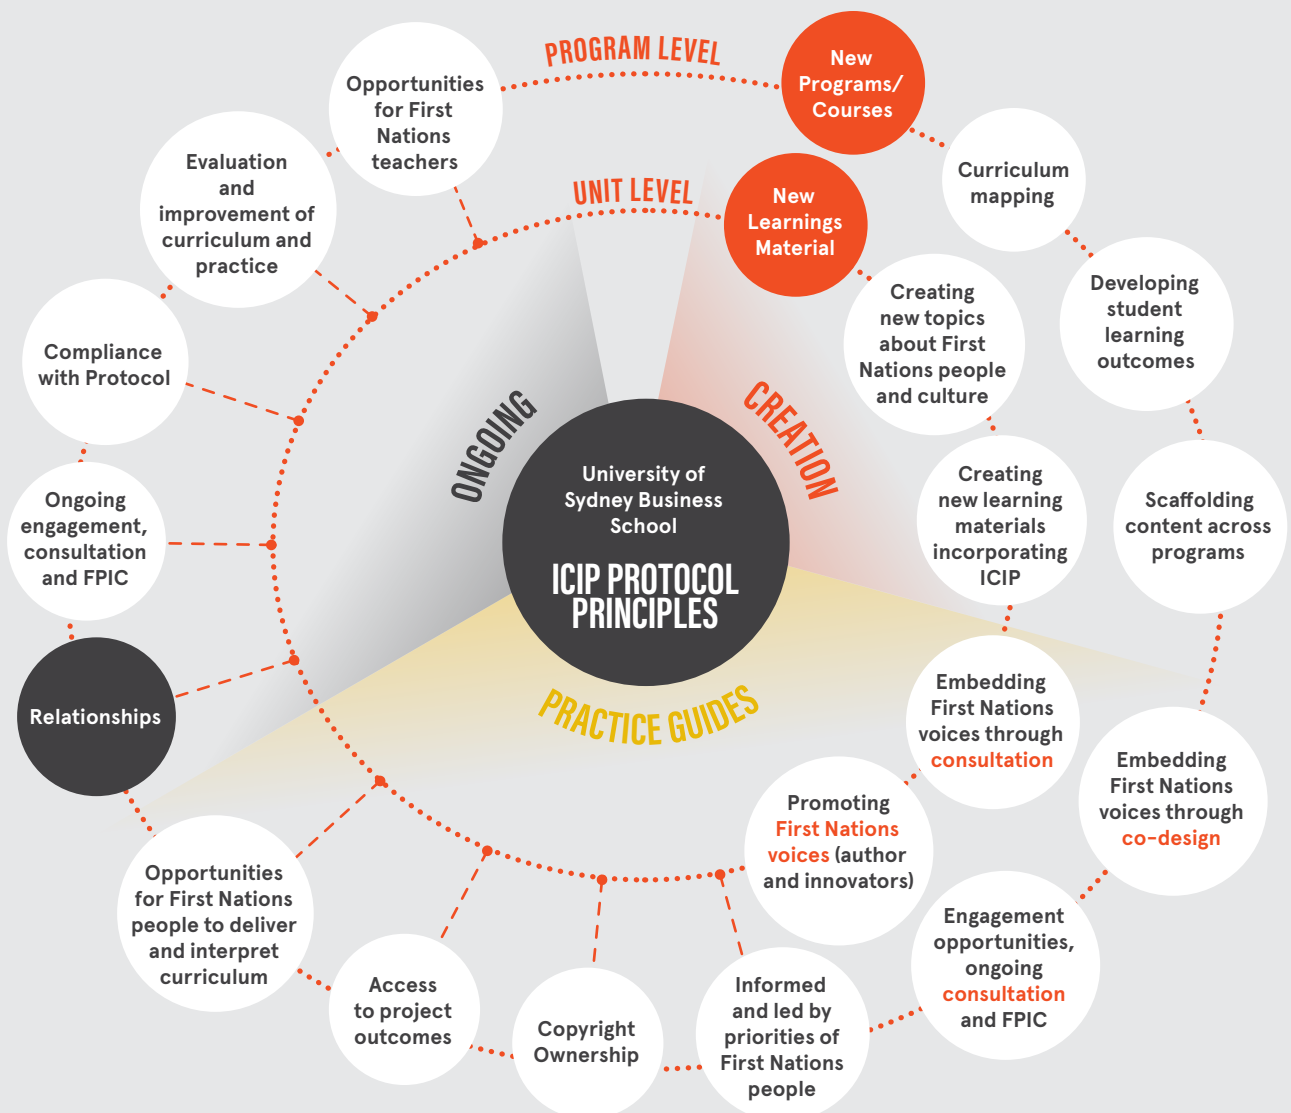 PROGRAM LEVEL
New
Programs/
Courses
Curriculum
mapping
Developing
student
learning
outcomes
Scaffolding
content across
programs
Embedding
First Nations
voices through
co-design
Engagement
opportunities,
ongoing
consultation
and FPIC
Informed
and led by
priorities of
First Nations
people
Copyright
Ownership
Access
to project
outcomes
Opportunities
for First Nations
people to deliver
and interpret
curriculum
Relationships
Ongoing
engagement,
consultation
and FPIC
Compliance
with Protocol
Evaluation
and
improvement of
curriculum and
practice
Opportunities
for First
Nations
teachers
UNIT LEVEL
New
Learnings
Material
Creating
new topics
about First
Nations people
and culture
Creating
new learning
materials
incorporating
ICIP
Embedding
First Nations
voices through
consultation
Promoting
First Nations
voices (author
and innovators)
ONGOING
CREATION
PRACTICE GUIDES
University of
Sydney Business
School
ICIP PROTOCOL
PRINCIPLES